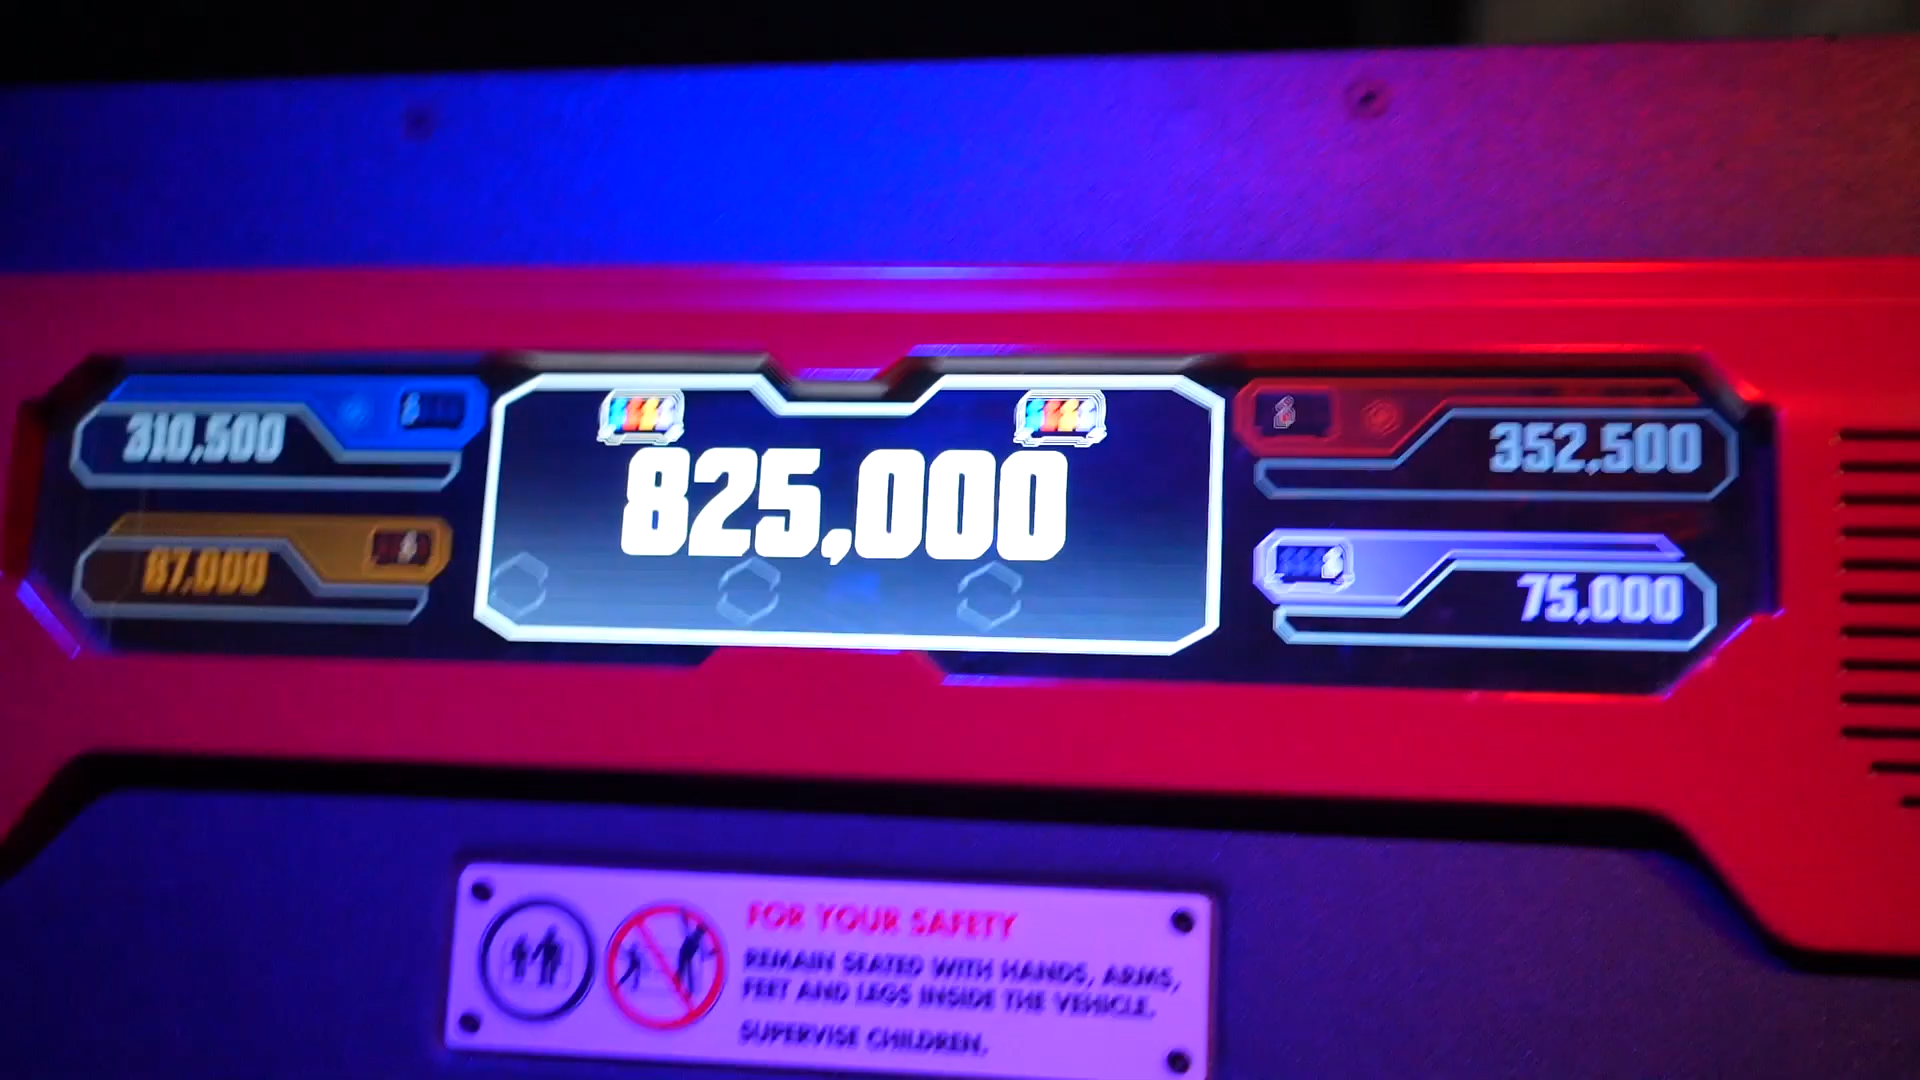 310,500
87,000
825,000
352,500
75,000
FOR YOUR SAFETY
REMAIN SEATED WITH HANDS, ARMS,
FEET AND LEGS INSIDE THE VEHICLE.
SUPERVISE CHILDREN.